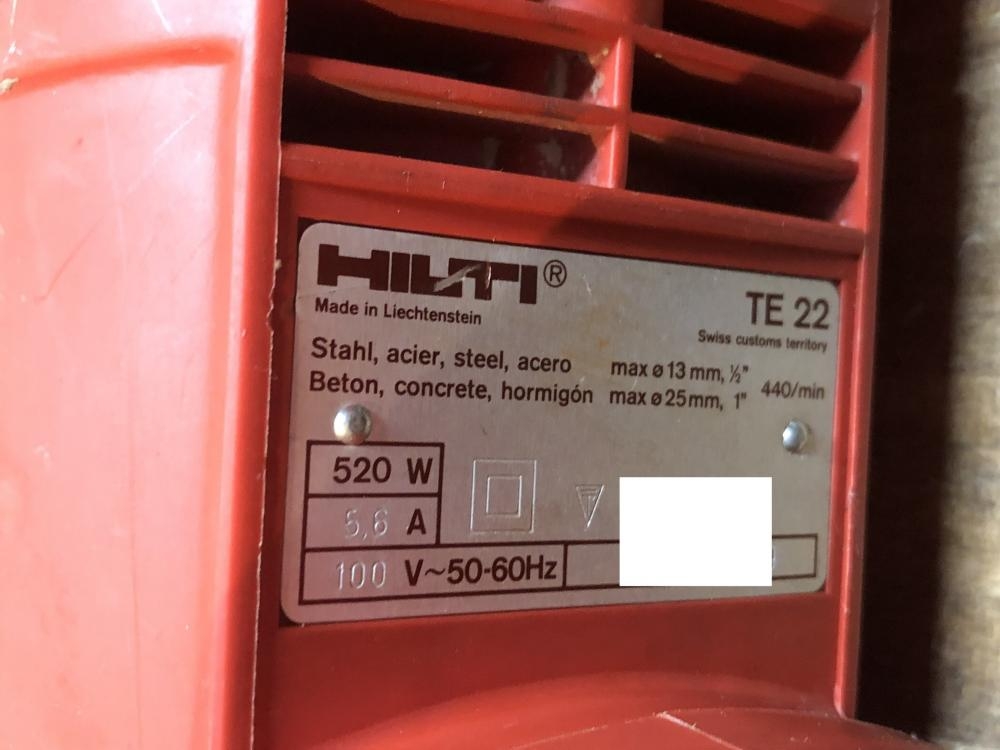 HILTI®
TE 22
Made in Liechtenstein
Swiss customs territory
Stahl, acier, steel, acero max ø 13 mm, ½"
Beton, concrete, hormigón max ø 25 mm, 1" 440/min
520 W
5,6 A
100 V~50-60Hz